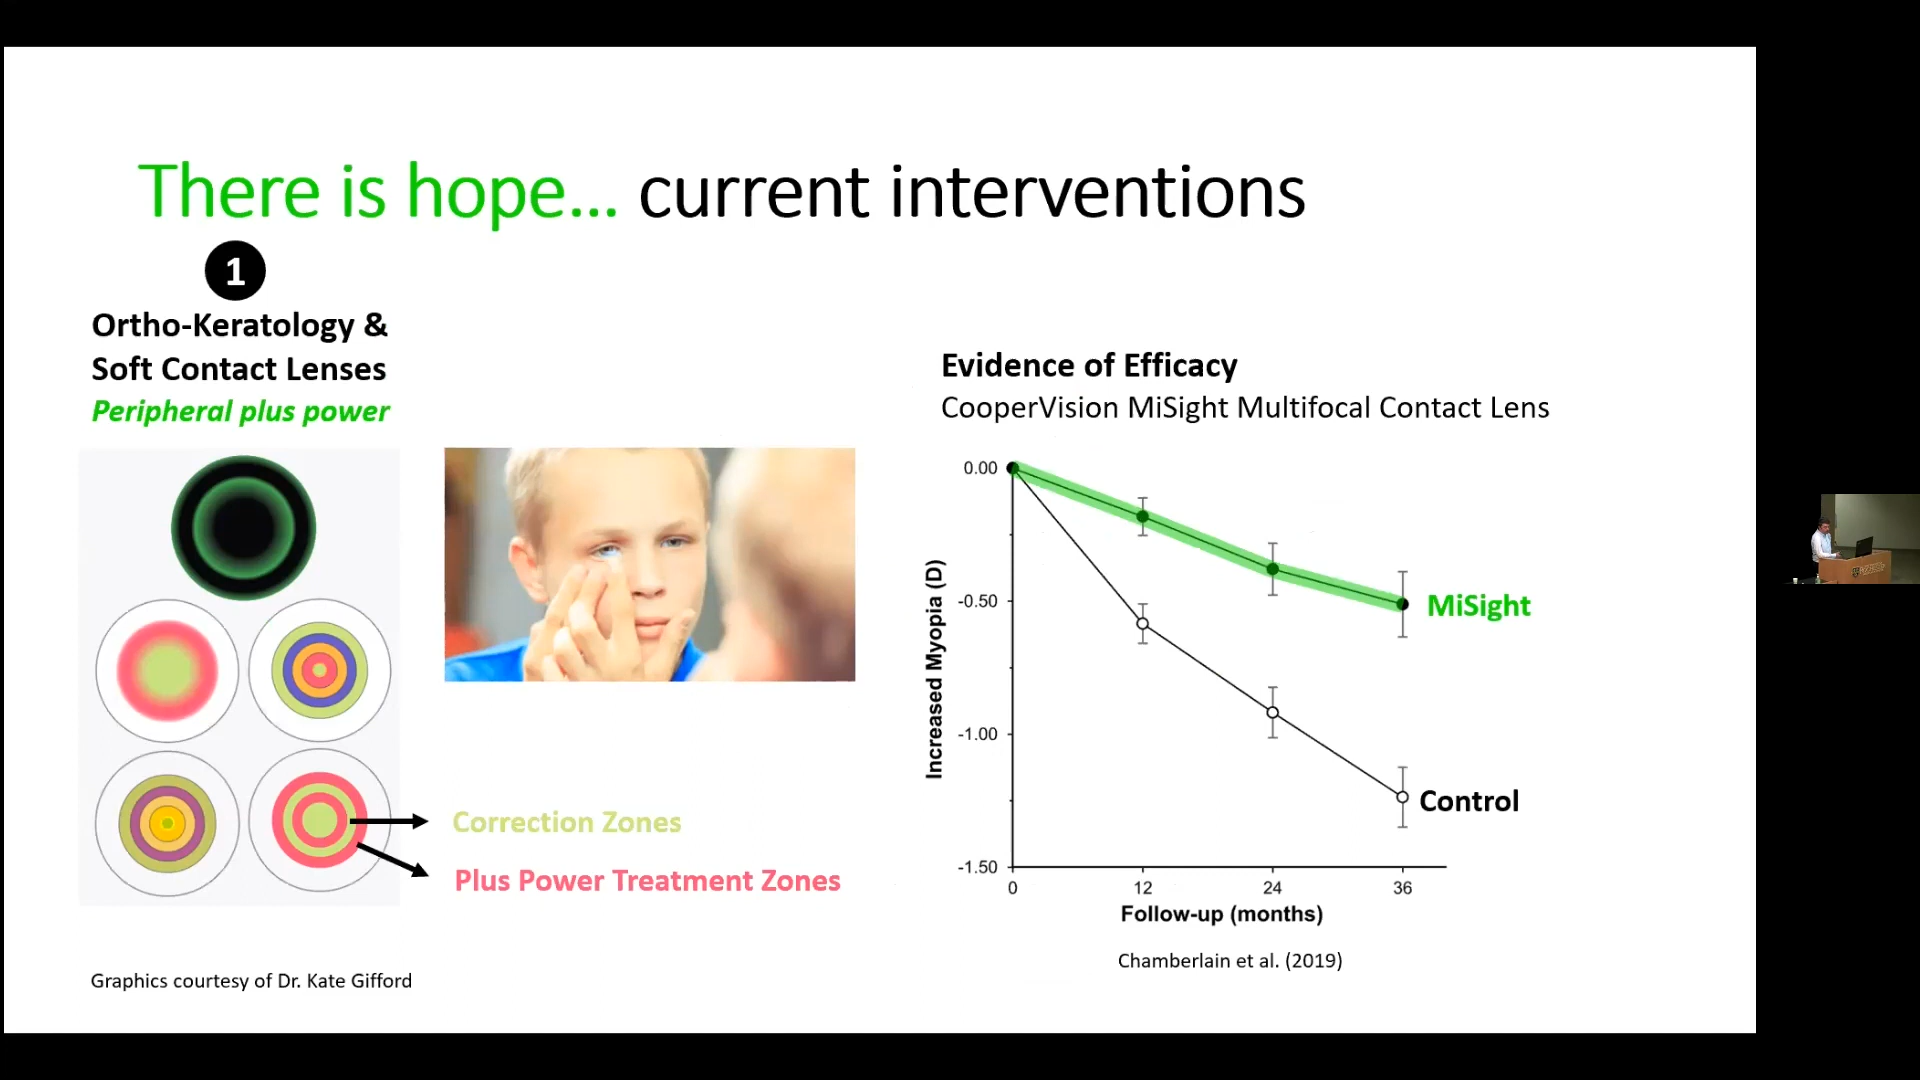 There is hope... current interventions
1
Ortho-Keratology &
Soft Contact Lenses
Peripheral plus power
Correction Zones
Plus Power Treatment Zones
Graphics courtesy of Dr. Kate Gifford
Evidence of Efficacy
CooperVision MiSight Multifocal Contact Lens
Increased Myopia (D)
0.00
-0.50
-1.00
-1.50
MiSight
Control
0 12 24 36
Follow-up (months)
Chamberlain et al. (2019)